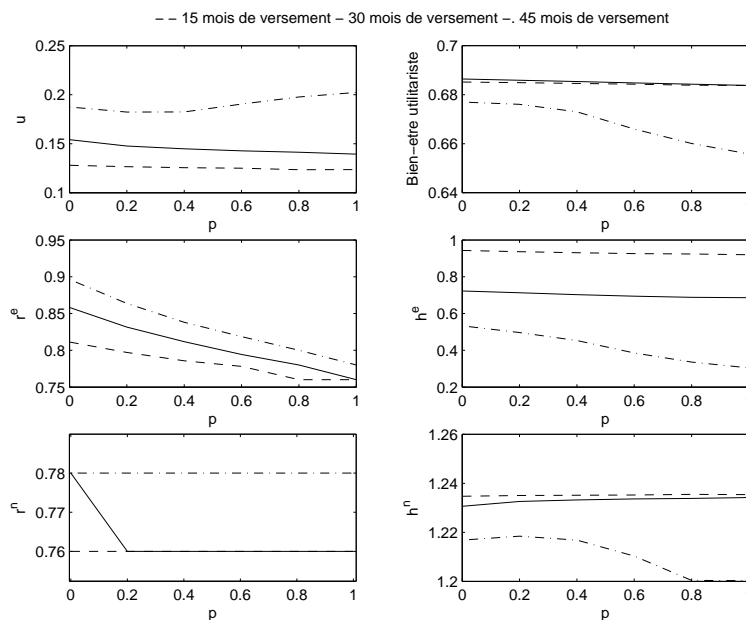 – – 15 mois de versement – 30 mois de versement –. 45 mois de versement
0.25
0.2
0.15
0.1
u
0 0.2 0.4 0.6 0.8 1
p
0.7
0.68
0.66
0.64
Bien–etre utilitariste
0 0.2 0.4 0.6 0.8 1
p
0.95
0.9
0.85
0.8
0.75
r^e
0 0.2 0.4 0.6 0.8 1
p
1
0.8
0.6
0.4
0.2
h^e
0 0.2 0.4 0.6 0.8 1
p
0.78
0.77
0.76
r^n
0 0.2 0.4 0.6 0.8 1
p
1.26
1.24
1.22
1.2
h^n
0 0.2 0.4 0.6 0.8 1
p